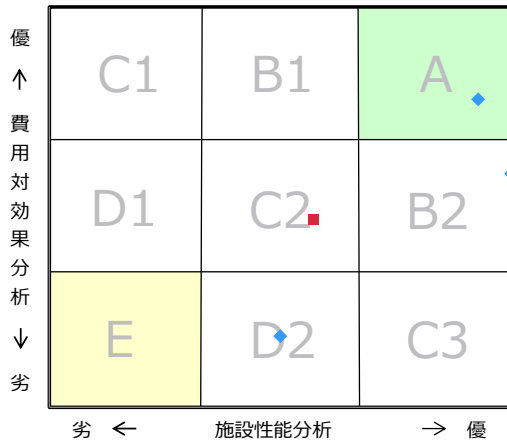 優
↑
費用対効果分析
↓
劣
C1 B1 A
D1 C2 B2
E D2 C3
劣 ← 施設性能分析 → 優